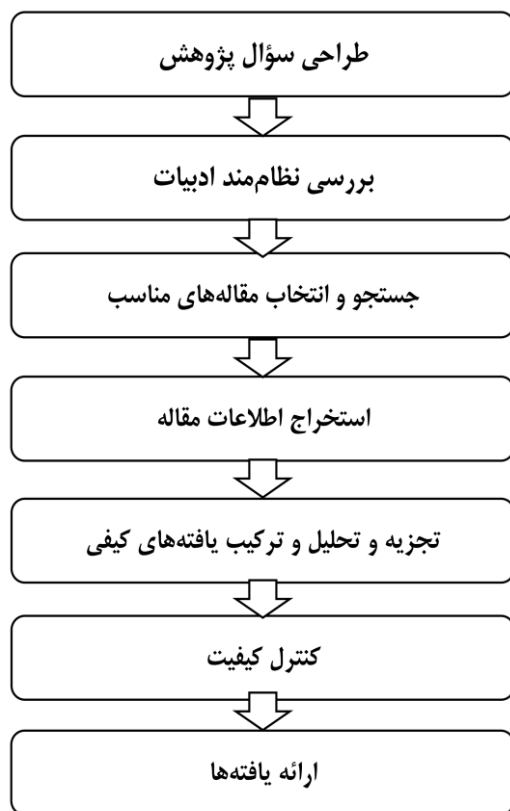 طراحی سؤال پژوهش
بررسی نظام‌مند ادبیات
جستجو و انتخاب مقاله‌های مناسب
استخراج اطلاعات مقاله
تجزیه و تحلیل و ترکیب یافته‌های کیفی
کنترل کیفیت
ارائه یافته‌ها